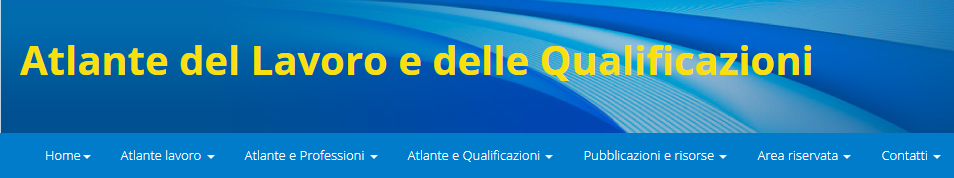 Atlante del Lavoro e delle Qualificazioni
Home Atlante lavoro Atlante e Professioni Atlante e Qualificazioni Pubblicazioni e risorse Area riservata Contatti